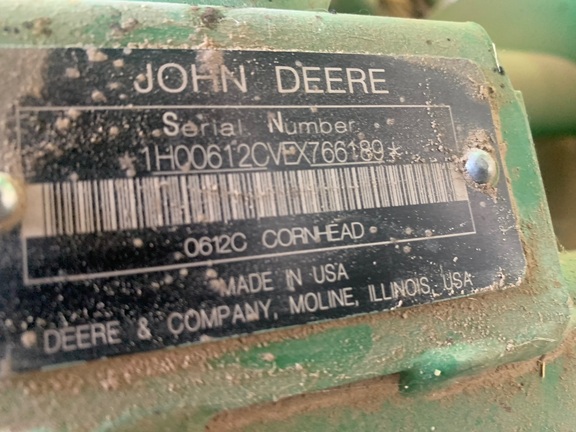 JOHN DEERE
Serial Number
*1H00612CVEX766189*
0612C CORNHEAD
MADE IN USA
DEERE & COMPANY, MOLINE, ILLINOIS, USA